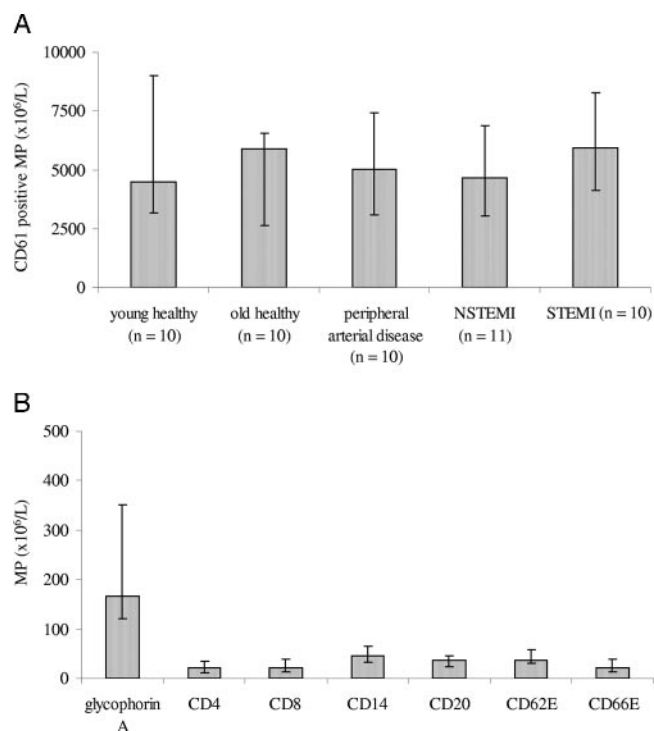 A
CD61 positive MP (x10⁶/L)
10000
7500
5000
2500
0
young healthy
(n = 10)
old healthy
(n = 10)
peripheral
arterial disease
(n = 10)
NSTEMI
(n = 11)
STEMI (n = 10)
B
MP (x10⁶/L)
500
400
300
200
100
0
glycophorin
A
CD4
CD8
CD14
CD20
CD62E
CD66E